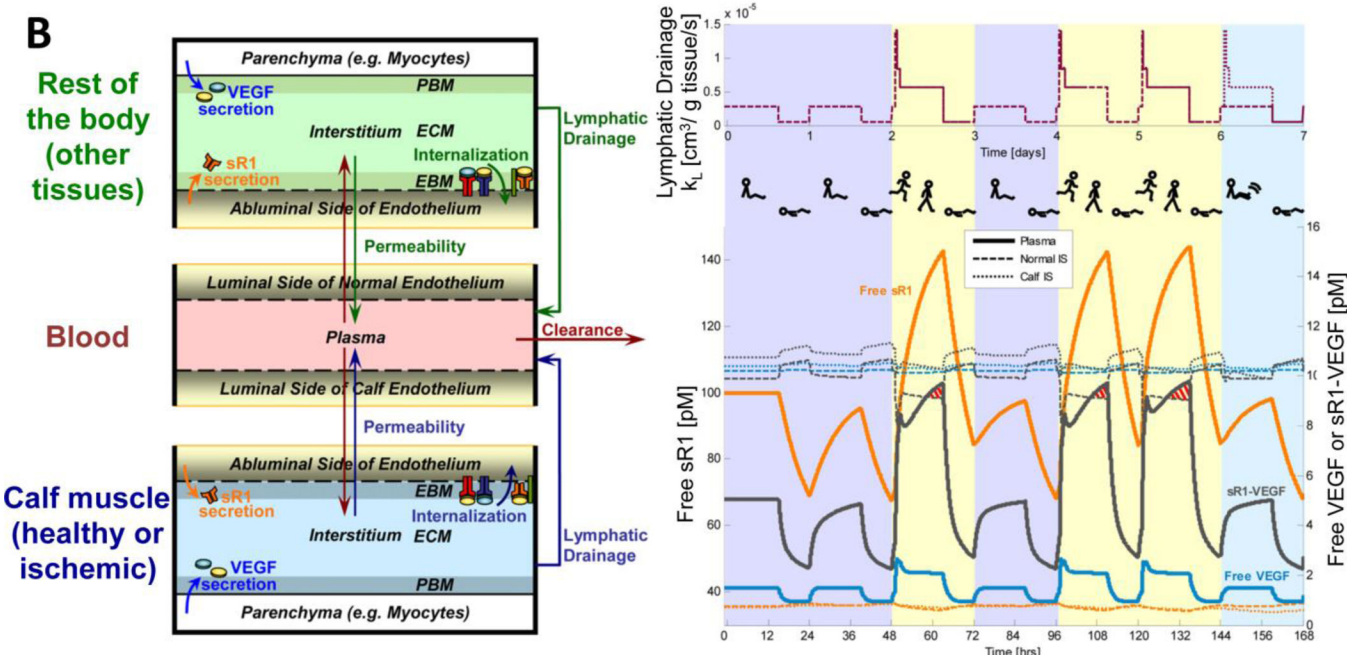 B
Rest of
the body
(other
tissues)
Parenchyma (e.g. Myocytes)
VEGF
secretion
PBM
Interstitium ECM
sR1
secretion
Internalization
EBM
Abluminal Side of Endothelium
Lymphatic
Drainage
Permeability
Blood
Luminal Side of Normal Endothelium
Plasma
Clearance
Luminal Side of Calf Endothelium
Permeability
Calf muscle
(healthy or
ischemic)
Abluminal Side of Endothelium
sR1
secretion
EBM
Internalization
Interstitium ECM
Lymphatic
Drainage
VEGF
secretion
PBM
Parenchyma (e.g. Myocytes)
Lymphatic Drainage
kL [cm³/ g tissue/s]
× 10⁻⁵
1.5
1
0.5
0
0 1 2 3 4 5 6 7
Time [days]
Plasma
Normal IS
Calf IS
Free sR1
sR1-VEGF
Free VEGF
Free sR1 [pM]
140
120
100
80
60
40
Free VEGF or sR1-VEGF [pM]
16
14
12
10
8
6
4
2
0
0 12 24 36 48 60 72 84 96 108 120 132 144 156 168
Time [hrs]